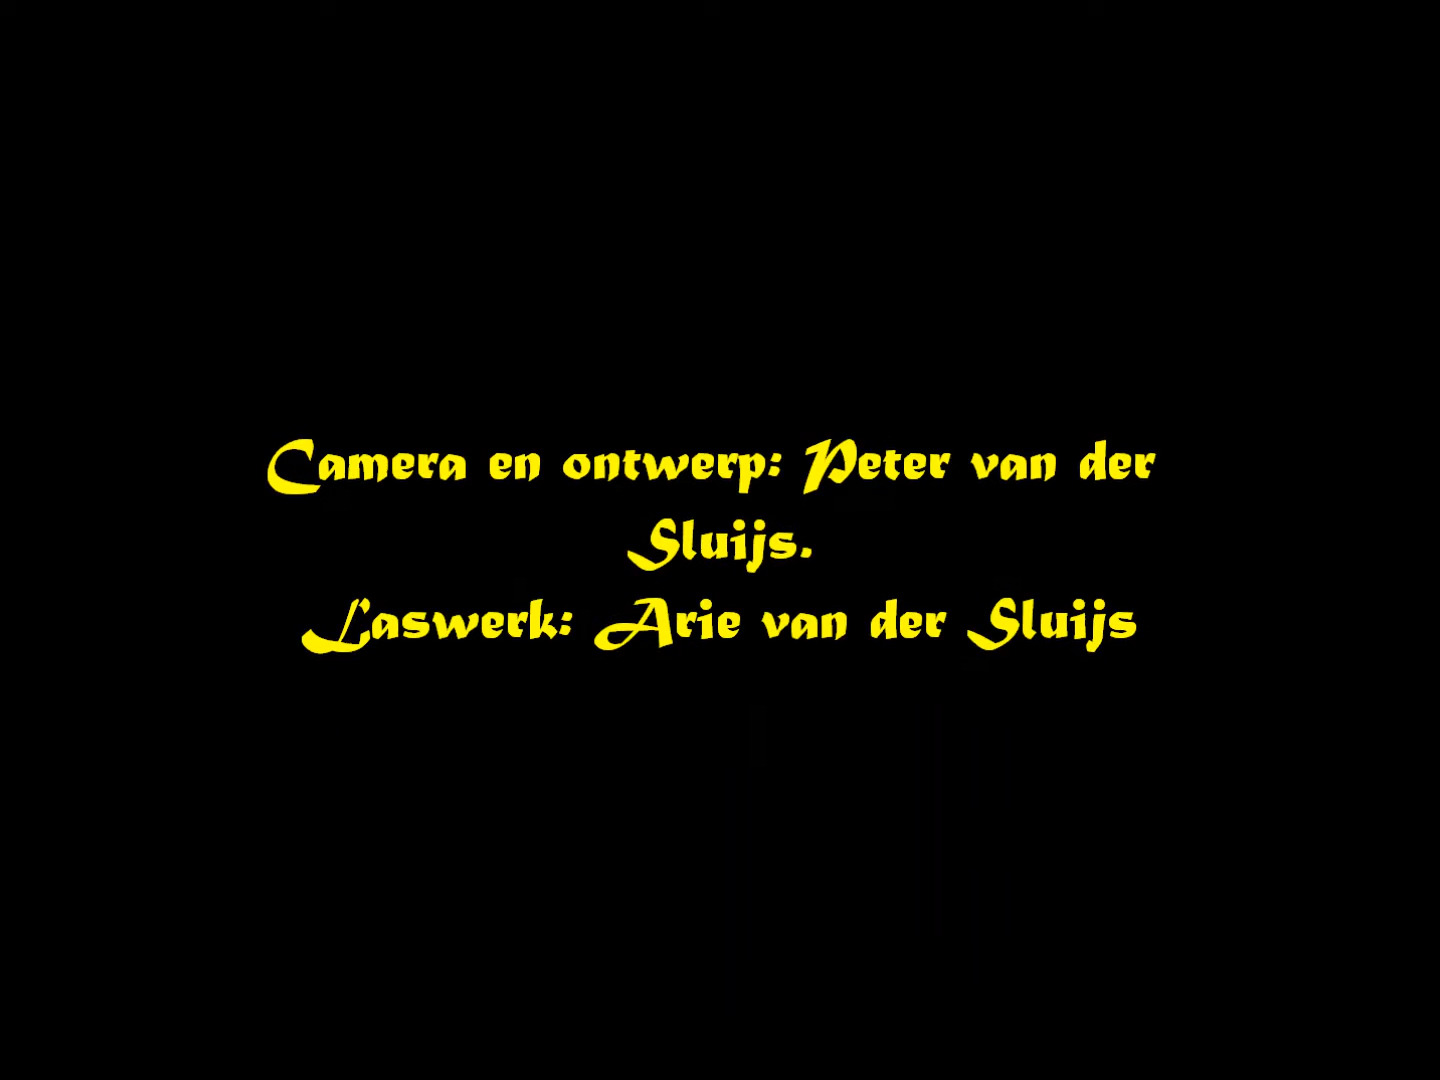 Camera en ontwerp: Peter van der
Sluijs.
Laswerk: Arie van der Sluijs